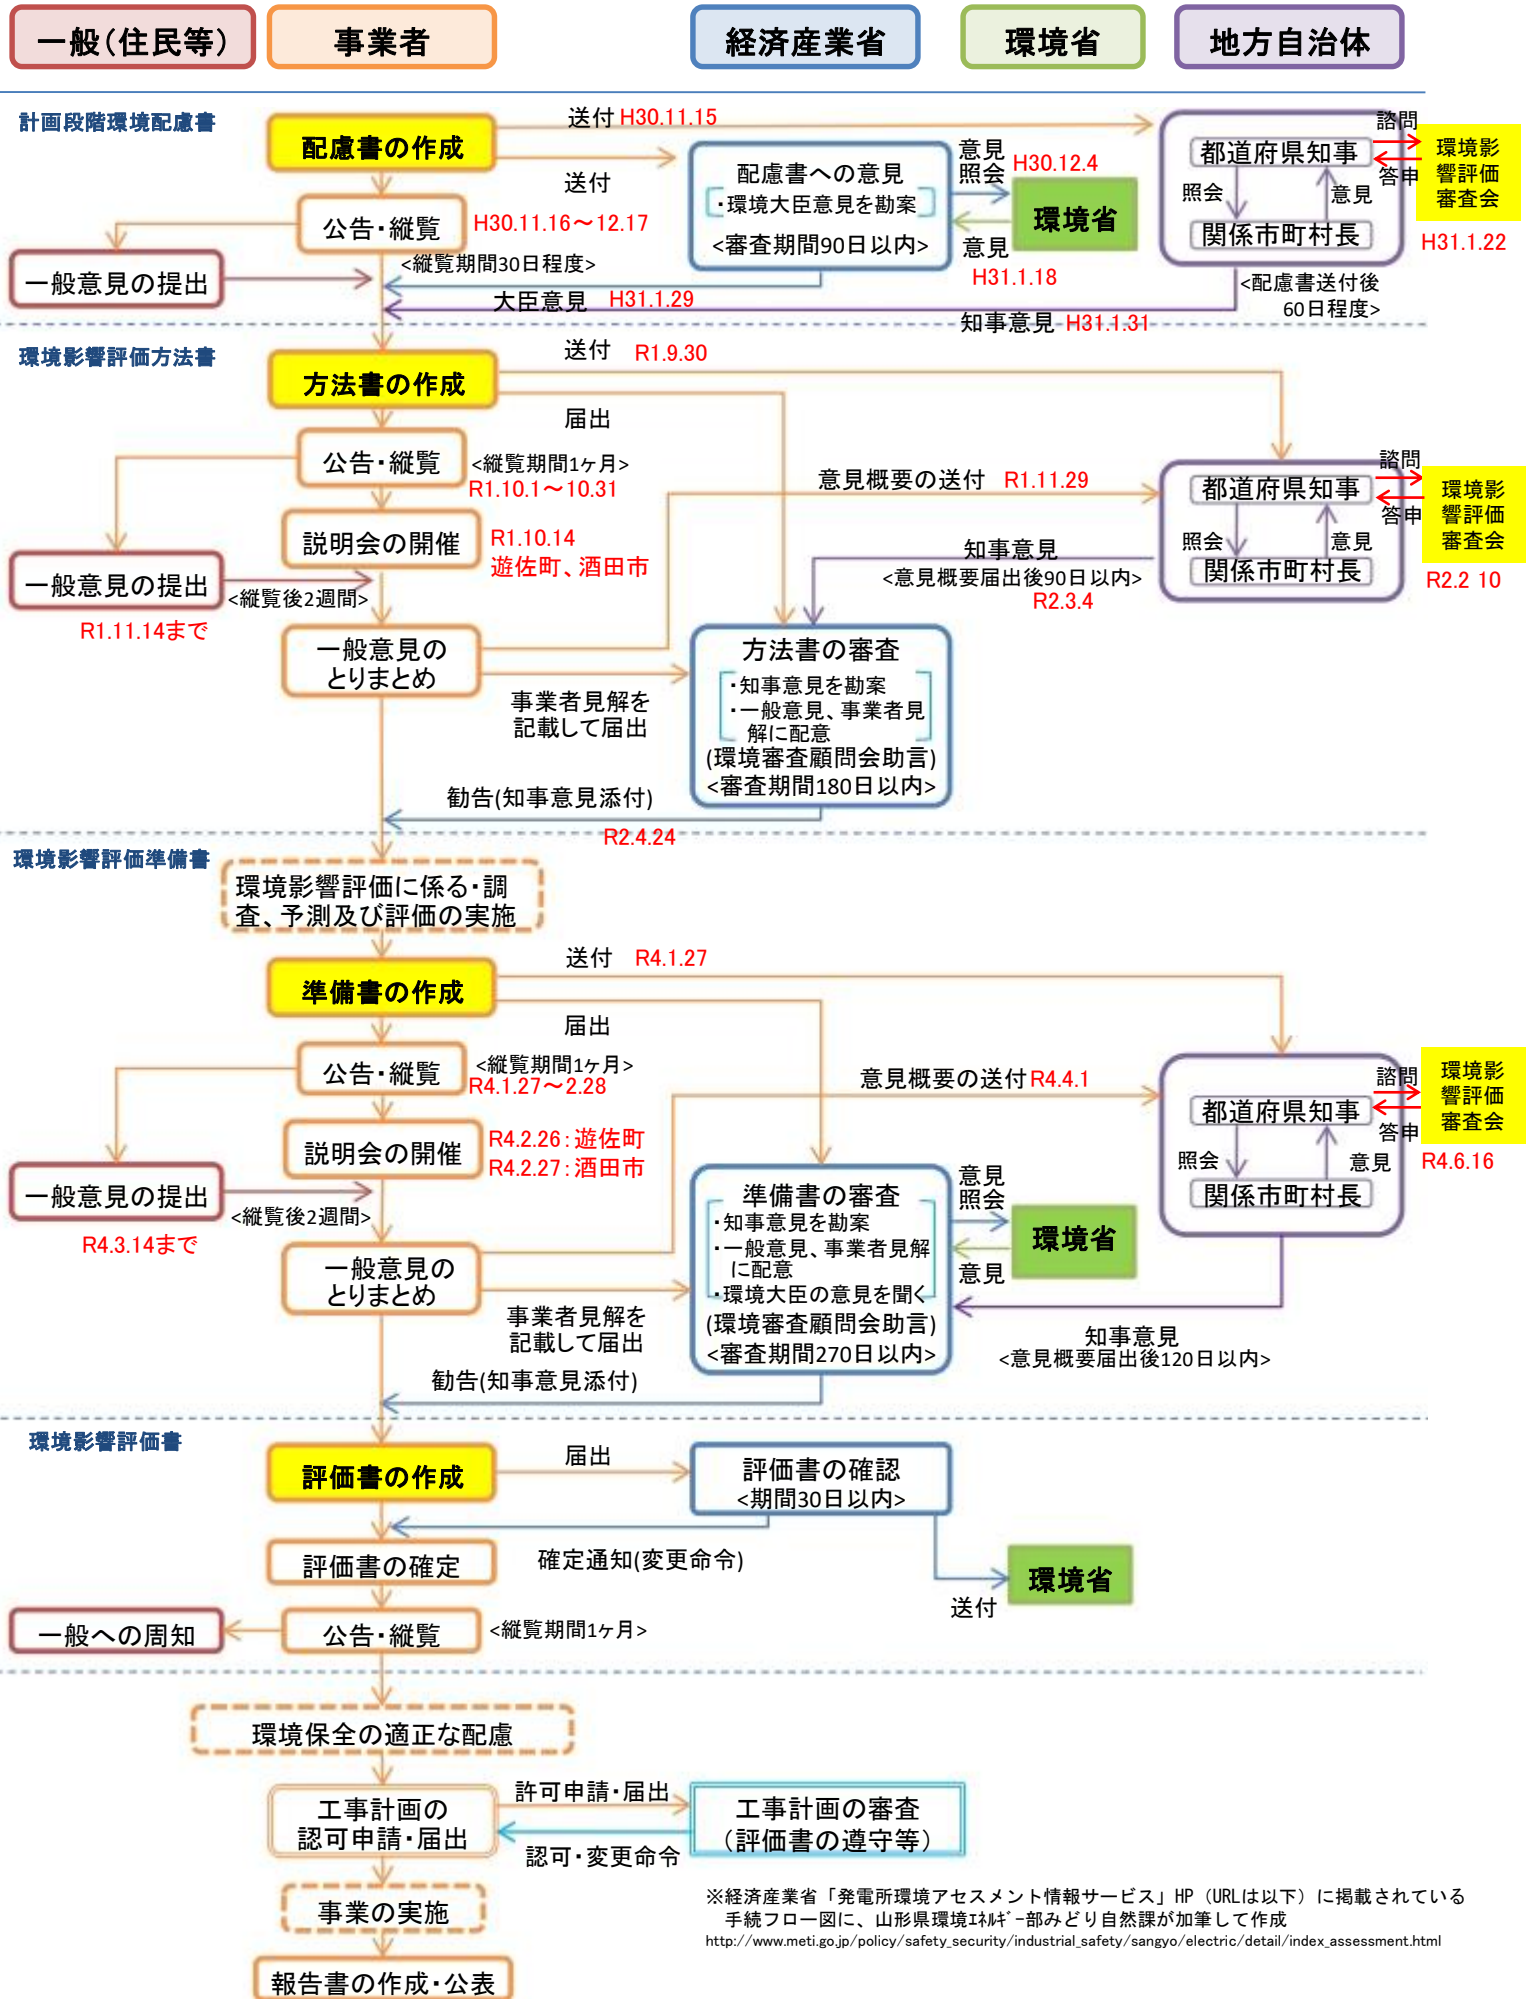 一般(住民等)
事業者
経済産業省
環境省
地方自治体
計画段階環境配慮書
配慮書の作成
送付 H30.11.15
送付
公告・縦覧
H30.11.16～12.17
<縦覧期間30日程度>
一般意見の提出
配慮書への意見
・環境大臣意見を勘案
<審査期間90日以内>
意見
照会
H30.12.4
環境省
意見
H31.1.18
都道府県知事
照会
意見
関係市町村長
諮問
答申
環境影
響評価
審査会
H31.1.22
<配慮書送付後
60日程度>
大臣意見 H31.1.29
知事意見 H31.1.31
環境影響評価方法書
方法書の作成
送付 R1.9.30
届出
公告・縦覧
<縦覧期間1ヶ月>
R1.10.1～10.31
説明会の開催
R1.10.14
遊佐町、酒田市
一般意見の提出
<縦覧後2週間>
R1.11.14まで
一般意見の
とりまとめ
意見概要の送付 R1.11.29
都道府県知事
照会
意見
関係市町村長
諮問
答申
環境影
響評価
審査会
R2.2 10
知事意見
<意見概要届出後90日以内>
R2.3.4
事業者見解を
記載して届出
方法書の審査
・知事意見を勘案
・一般意見、事業者見
解に配意
(環境審査顧問会助言)
<審査期間180日以内>
勧告(知事意見添付)
R2.4.24
環境影響評価準備書
環境影響評価に係る・調
査、予測及び評価の実施
準備書の作成
送付 R4.1.27
届出
公告・縦覧
<縦覧期間1ヶ月>
R4.1.27～2.28
説明会の開催
R4.2.26：遊佐町
R4.2.27：酒田市
一般意見の提出
<縦覧後2週間>
R4.3.14まで
一般意見の
とりまとめ
意見概要の送付R4.4.1
都道府県知事
照会
意見
関係市町村長
諮問
答申
環境影
響評価
審査会
R4.6.16
事業者見解を
記載して届出
準備書の審査
・知事意見を勘案
・一般意見、事業者見解
に配意
・環境大臣の意見を聞く
(環境審査顧問会助言)
<審査期間270日以内>
意見
照会
環境省
意見
知事意見
<意見概要届出後120日以内>
勧告(知事意見添付)
環境影響評価書
評価書の作成
届出
評価書の確認
<期間30日以内>
確定通知(変更命令)
評価書の確定
送付
環境省
公告・縦覧
<縦覧期間1ヶ月>
一般への周知
環境保全の適正な配慮
工事計画の
認可申請・届出
許可申請・届出
認可・変更命令
工事計画の審査
（評価書の遵守等）
事業の実施
報告書の作成・公表
※経済産業省「発電所環境アセスメント情報サービス」HP（URLは以下）に掲載されている
手続フロー図に、山形県環境ｴﾈﾙｷﾞｰ部みどり自然課が加筆して作成
http://www.meti.go.jp/policy/safety_security/industrial_safety/sangyo/electric/detail/index_assessment.html